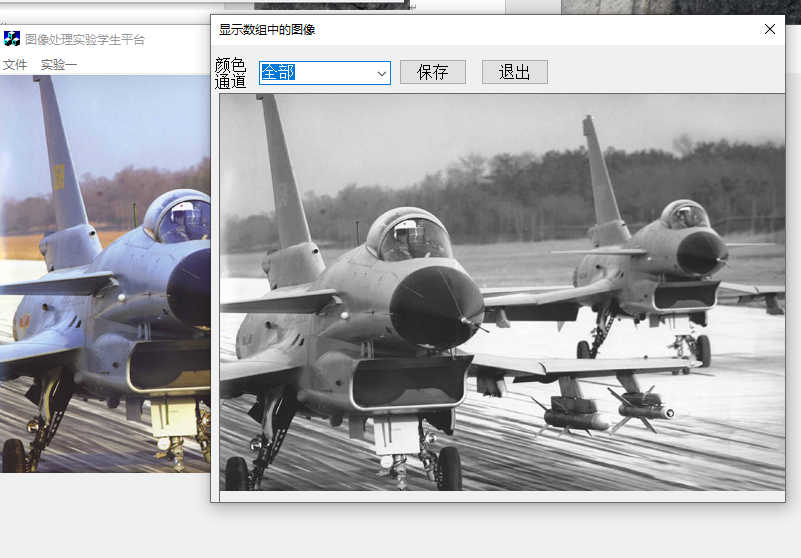 显示数组中的图像
图像处理实验学生平台
文件 实验一
颜色
通道
全部
保存
退出